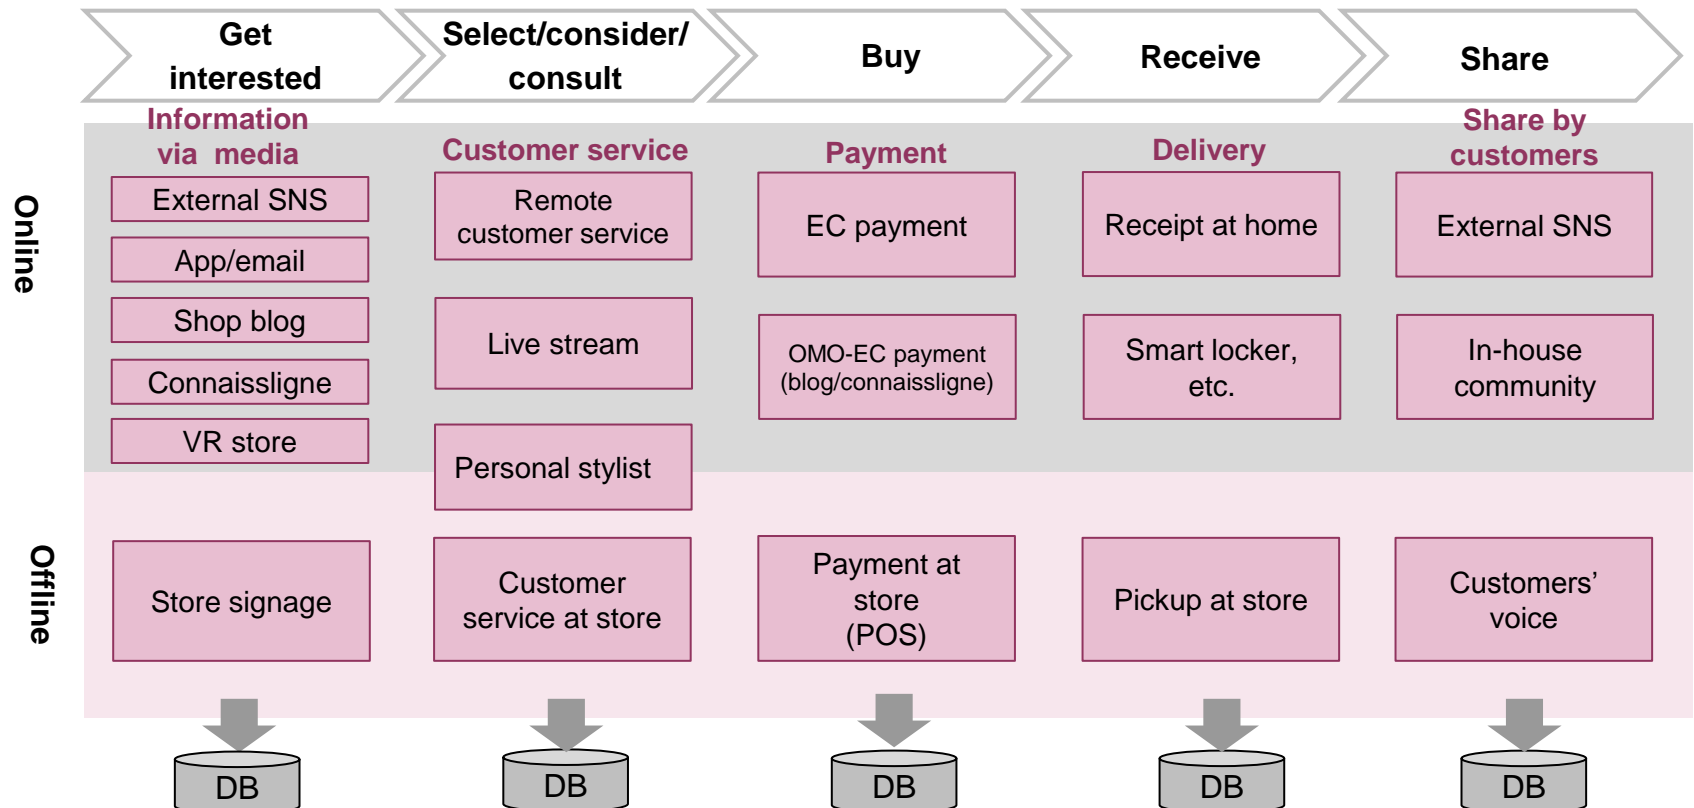 Get
interested
Select/consider/
consult
Buy
Receive
Share
Online
Information
via media
Customer service
Payment
Delivery
Share by
customers
External SNS
App/email
Shop blog
Connaissligne
VR store
Remote
customer service
Live stream
Personal stylist
EC payment
OMO-EC payment
(blog/connaissligne)
Receipt at home
Smart locker,
etc.
External SNS
In-house
community
Offline
Store signage
Customer
service at store
Payment at
store
(POS)
Pickup at store
Customers’
voice
DB
DB
DB
DB
DB